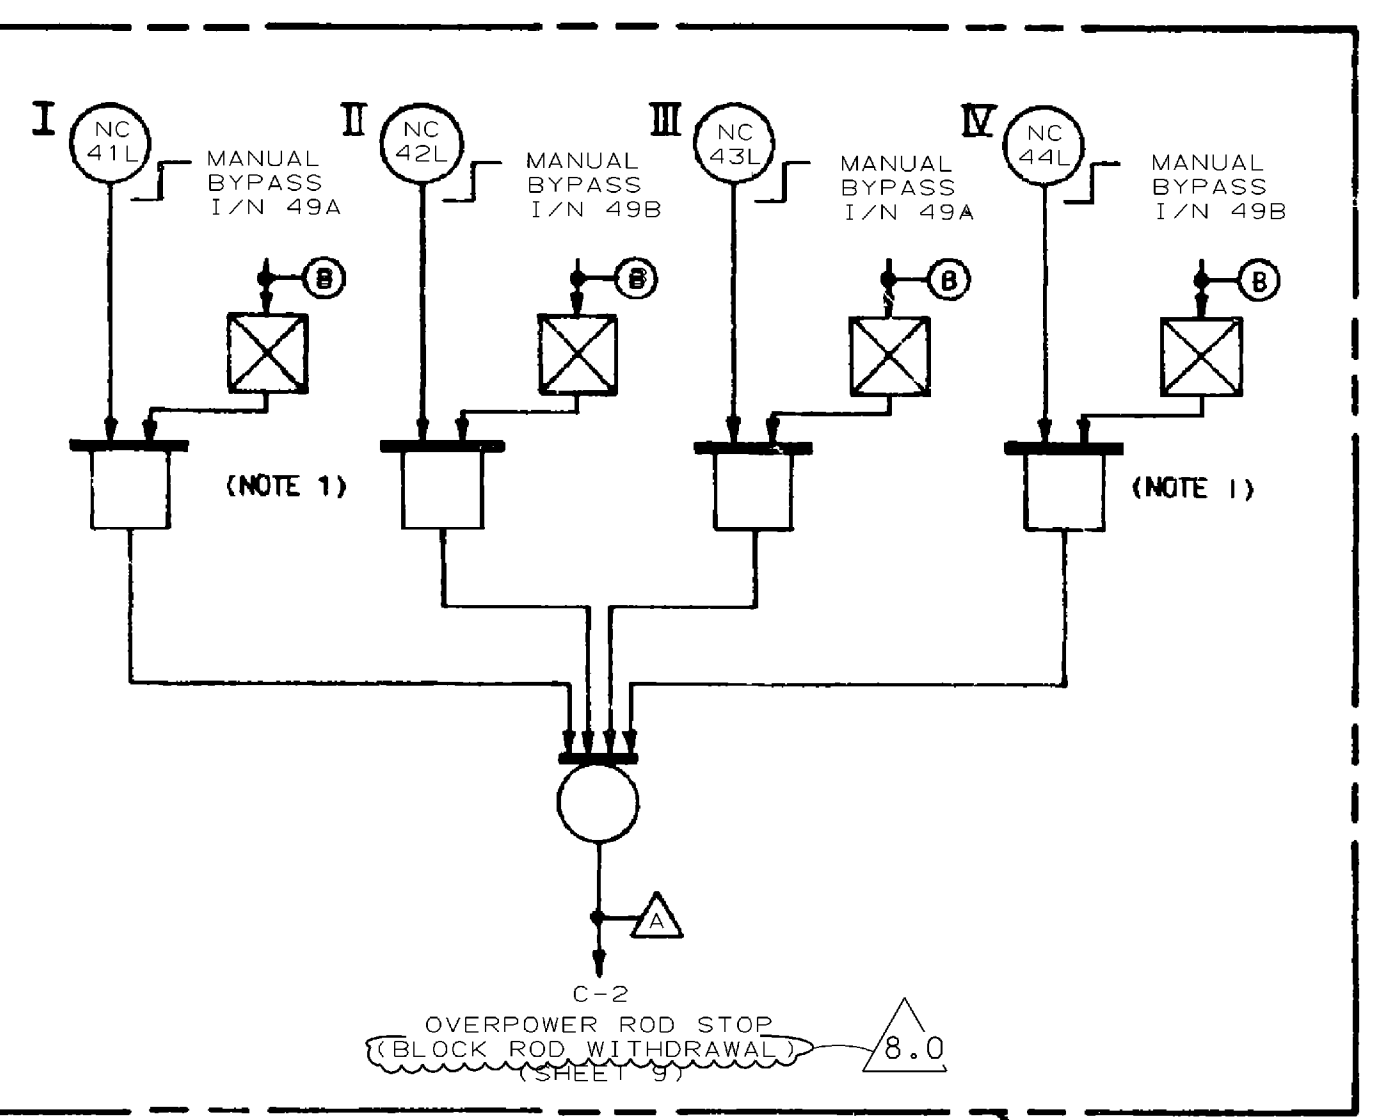 I
NC
41L
MANUAL
BYPASS
I/N 49A
II
NC
42L
MANUAL
BYPASS
I/N 49B
III
NC
43L
MANUAL
BYPASS
I/N 49A
IV
NC
44L
MANUAL
BYPASS
I/N 49B
B
B
B
B
(NOTE 1)
(NOTE 1)
A
C-2
OVERPOWER ROD STOP
(BLOCK ROD WITHDRAWAL)
8.0
(SHEET 9)